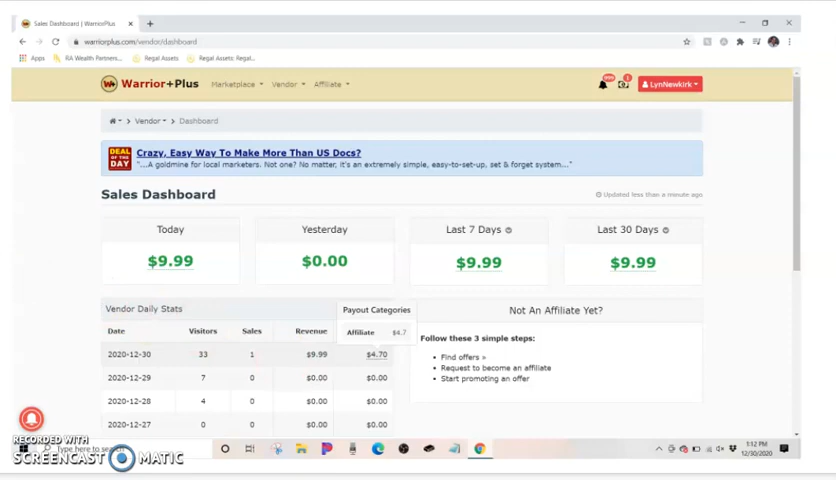 Sales Dashboard | WarriorPlus
warriorplus.com/vendor/dashboard
Apps RA Wealth Partners... Regal Assets Regal Assets: Regal...
Warrior+Plus Marketplace Vendor Affiliate LynNewkirk
Vendor > Dashboard
DEAL OF THE DAY
Crazy, Easy Way To Make More Than US Docs?
"...A goldmine for local marketers. Not one? No matter, it's an extremely simple, easy-to-set-up, set & forget system..."
Sales Dashboard
Updated less than a minute ago
Today Yesterday Last 7 Days Last 30 Days
$9.99 $0.00 $9.99 $9.99
Vendor Daily Stats
Payout Categories
Affiliate $4.7
Date Visitors Sales Revenue
2020-12-30 33 1 $9.99 $4.70
2020-12-29 7 0 $0.00 $0.00
2020-12-28 4 0 $0.00 $0.00
2020-12-27 0 0 $0.00 $0.00
Not An Affiliate Yet?
Follow these 3 simple steps:
Find offers »
Request to become an affiliate
Start promoting an offer
RECORDED WITH
SCREENCAST MATIC
Type here to search
1:12 PM
12/30/2020